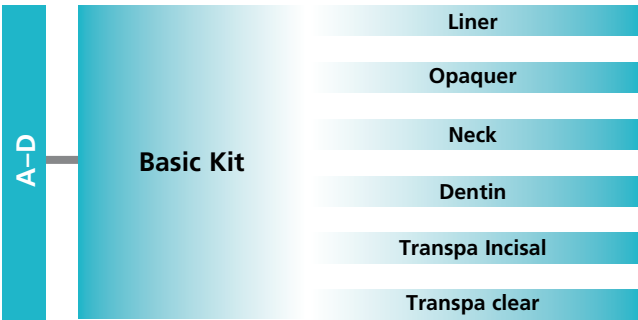 A–D
Basic Kit
Liner
Opaquer
Neck
Dentin
Transpa Incisal
Transpa clear